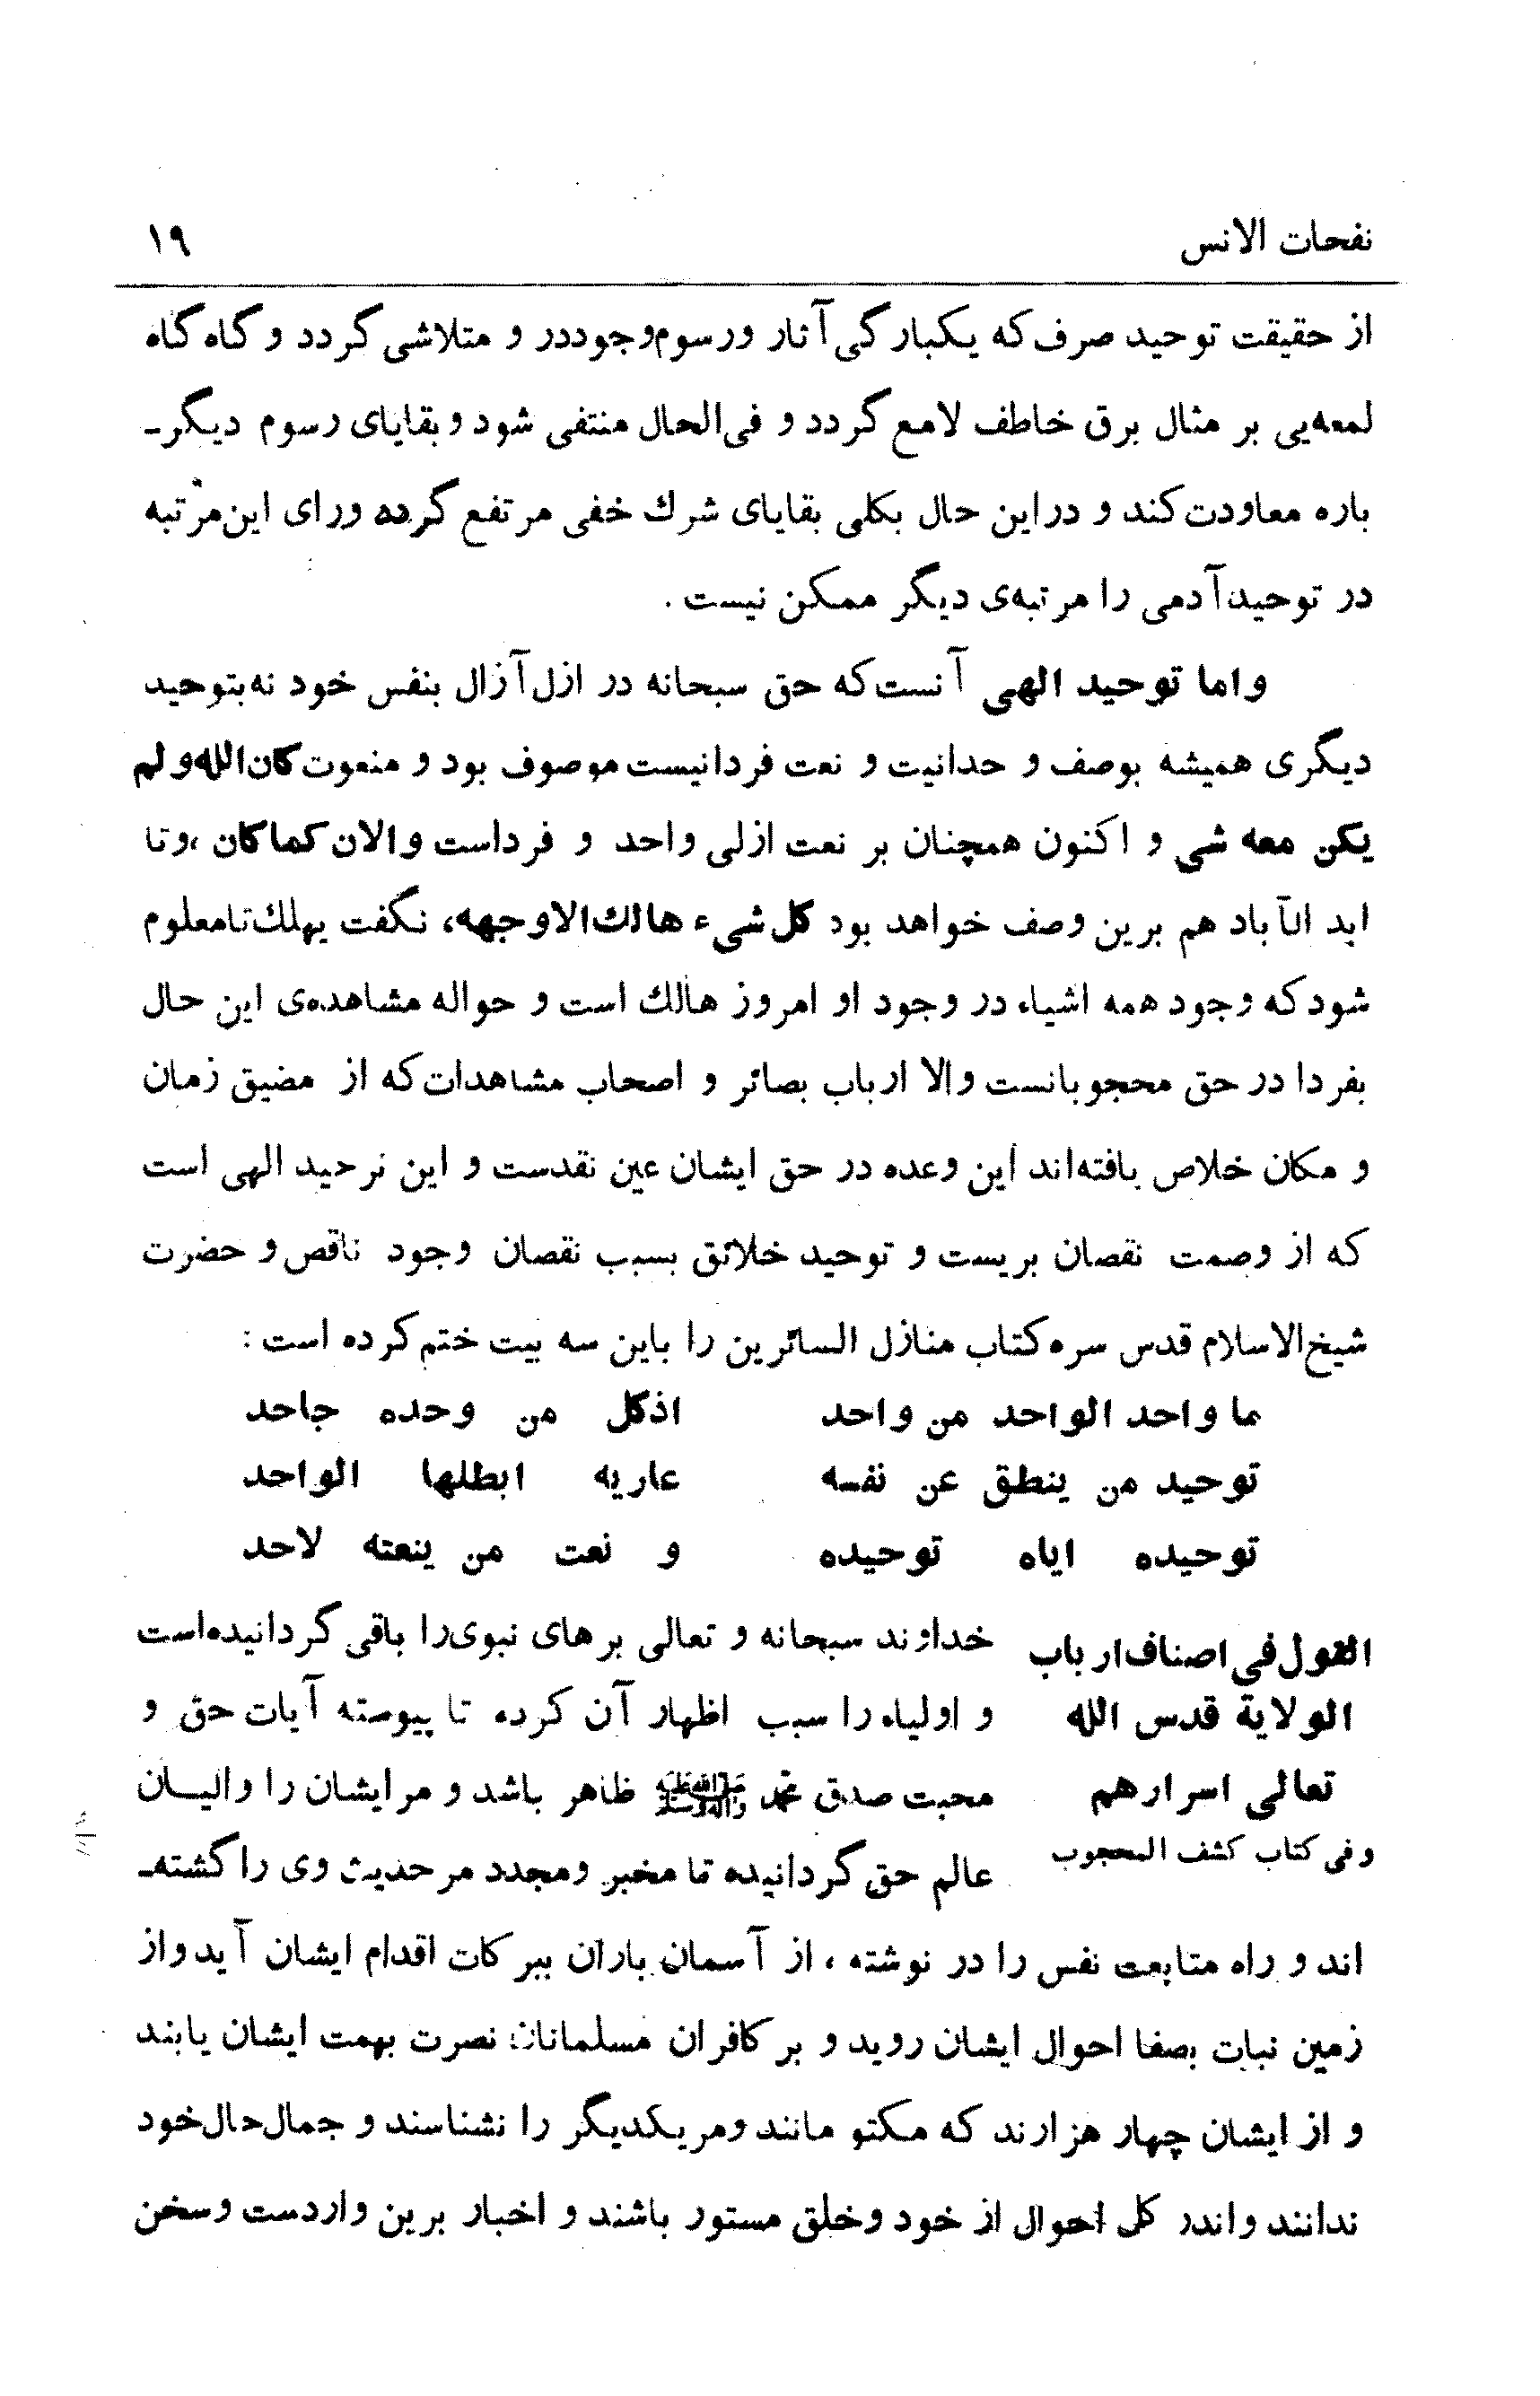 نفحات الانس ۱۹
از حقیقت توحید صرف که یکبارگی آثار ورسوم‌وجوددر و متلاشی گردد و گاه گاه
لمعه‌یی بر مثال برق خاطف لامع گردد و فی‌الحال منتفی شود و بقایای رسوم دیگر-
باره معاودت کند و دراین حال بکلی بقایای شرك خفی مرتفع گرده ورای این‌مرتبه
در توحید آدمی را مرتبه‌ی دیگر ممکن نیست .
واما توحید الهی آنست که حق سبحانه در ازل آزال بنفس خود نه بتوحید
دیگری همیشه بوصف و حدانیت و نعت فردانیست موصوف بود و منعوت کان الله و لم
یکن معه شی و اکنون همچنان بر نعت ازلی واحد و فرداست والان کماکان ،وتا
ابد الآباد هم برین وصف خواهد بود کل شیء هالك الاوجهه، نگفت یهلك تامعلوم
شود که وجود همه اشیاء در وجود او امروز هالك است و حواله مشاهده‌ی این حال
بفردا در حق محجوبانست والا ارباب بصائر و اصحاب مشاهدات که از مضیق زمان
و مکان خلاص یافته‌اند این وعده در حق ایشان عین نقدست و این نرحید الهی است
که از وصمت نقصان بریست و توحید خلائق بسبب نقصان وجود ناقص و حضرت
شیخ‌الاسلام قدس سره کتاب منازل السائرین را باین سه بیت ختم کرده است :
ما واحد الواحد من واحد اذکل من وحده جاحد
توحید من ینطق عن نفسه عاریه ابطلها الواحد
توحیده ایاه توحیده و نعت من ینعته لاحد
القول فی اصناف ارباب
الولایة قدس الله
تعالی اسرارهم
وفی کتاب کشف المحجوب
خداوند سبحانه و تعالی برهای نبوی‌را باقی گردانیده‌است
و اولیاء را سبب اظهار آن کرده تا پیوسته آیات حق و
محبت صدق محمد صلی الله علیه واله وسلم ظاهر باشد و مرایشان را والیــان
عالم حق گردانیده تا مخبر ومجدد مرحدیث وی را گشته‌-
اند و راه متابعت نفس را در نوشته ، از آسمان باران ببرکات اقدام ایشان آید واز
زمین نبات بصفا احوال ایشان روید و بر کافران مسلمانان نصرت بهمت ایشان یابند
و از ایشان چهار هزارند که مکتو مانند ومریکدیگر را نشناسند و جمال‌حال‌خود
ندانند واندر کل احوال از خود وخلق مستور باشند و اخبار برین واردست وسخن